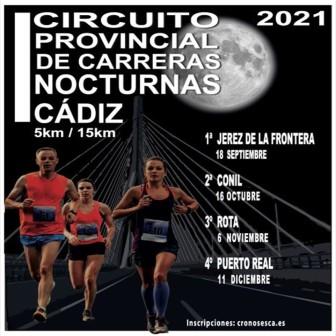 I CIRCUITO 2021
PROVINCIAL
DE CARRERAS
NOCTURNAS
CÁDIZ
5km / 15km
1ª JEREZ DE LA FRONTERA
18 SEPTIEMBRE
2ª CONIL
16 OCTUBRE
3ª ROTA
6 NOVIEMBRE
4ª PUERTO REAL
11 DICIEMBRE
Inscripciones: cronosesca.es